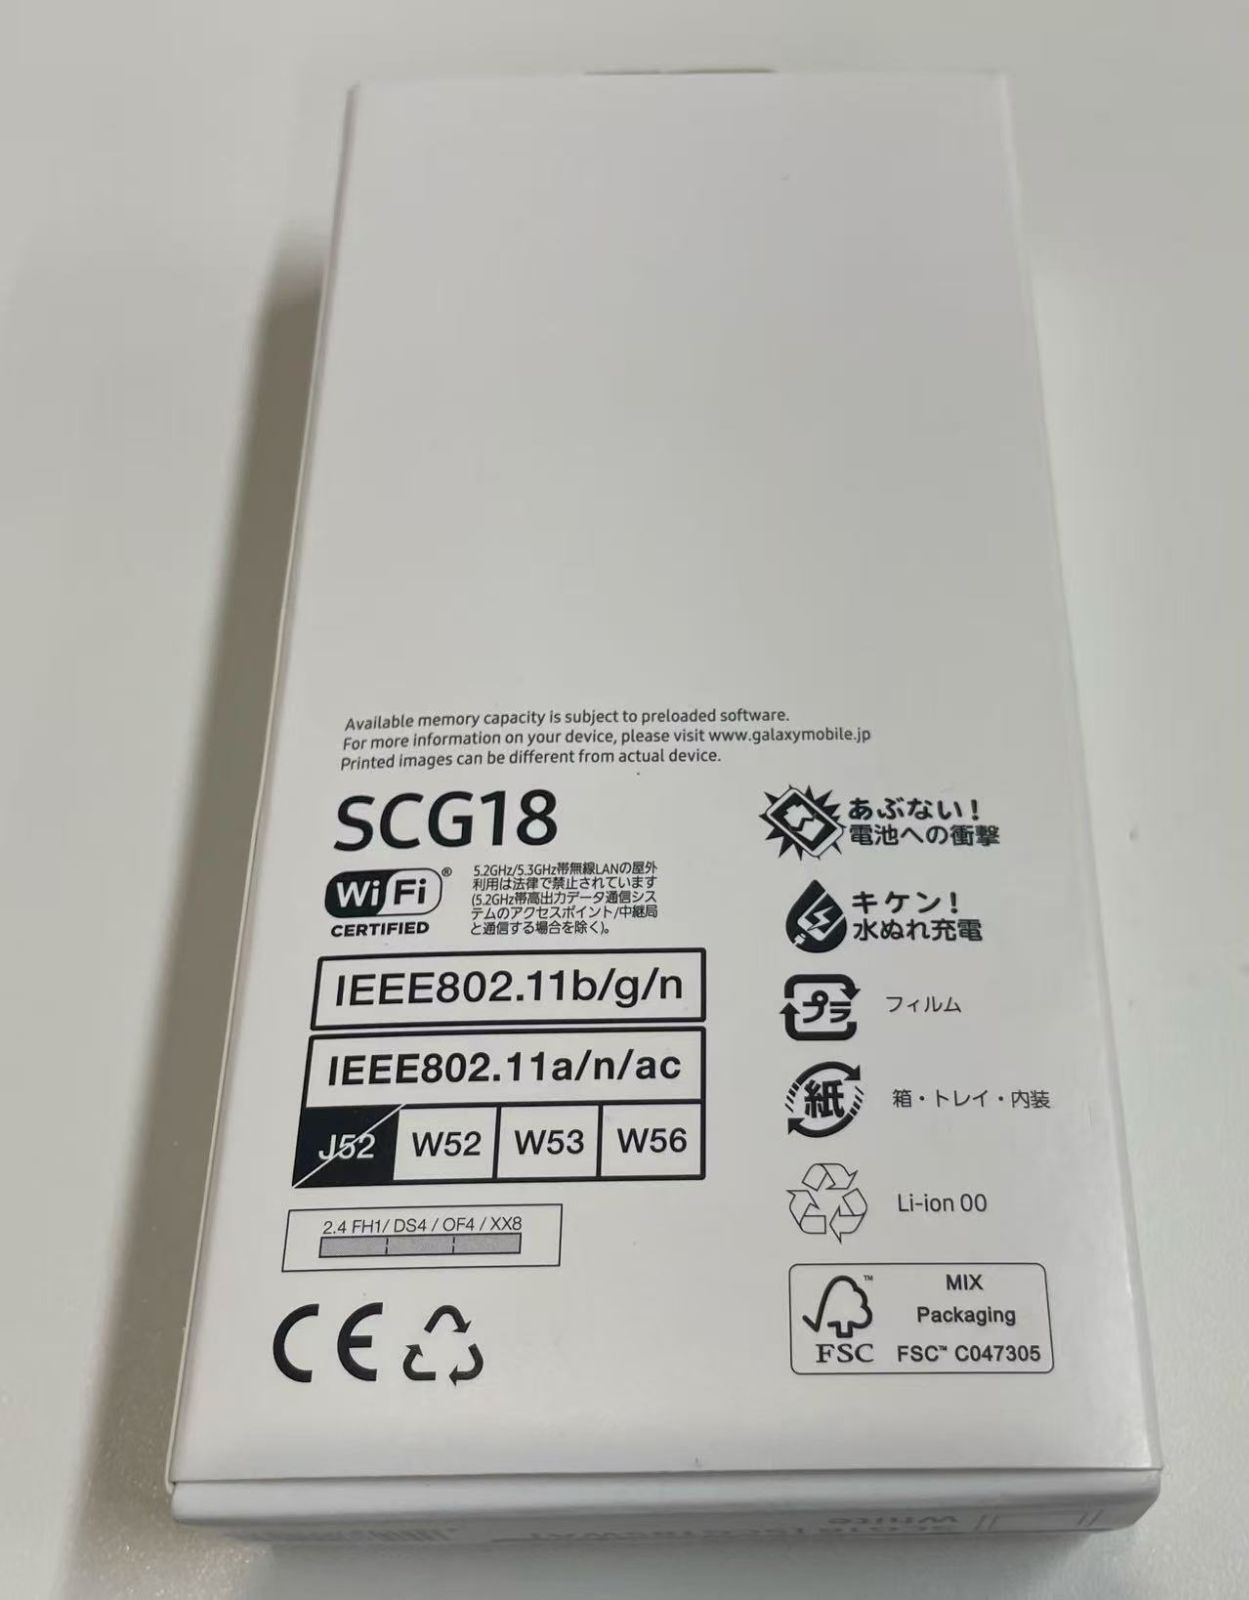 Available memory capacity is subject to preloaded software.
For more information on your device, please visit www.galaxymobile.jp
Printed images can be different from actual device.
SCG18
Wi Fi®
CERTIFIED
5.2GHz/5.3GHz帯無線LANの屋外
利用は法律で禁止されています
(5.2GHz帯高出力データ通信シス
テムのアクセスポイント/中継局
と通信する場合を除く)。
IEEE802.11b/g/n
IEEE802.11a/n/ac
J52 W52 W53 W56
2.4 FH1/ DS4 / OF4 / XX8
CE
あぶない!
電池への衝撃
キケン!
水ぬれ充電
プラ フィルム
紙 箱・トレイ・内装
Li-ion 00
FSC
™
MIX
Packaging
FSC™ C047305
White